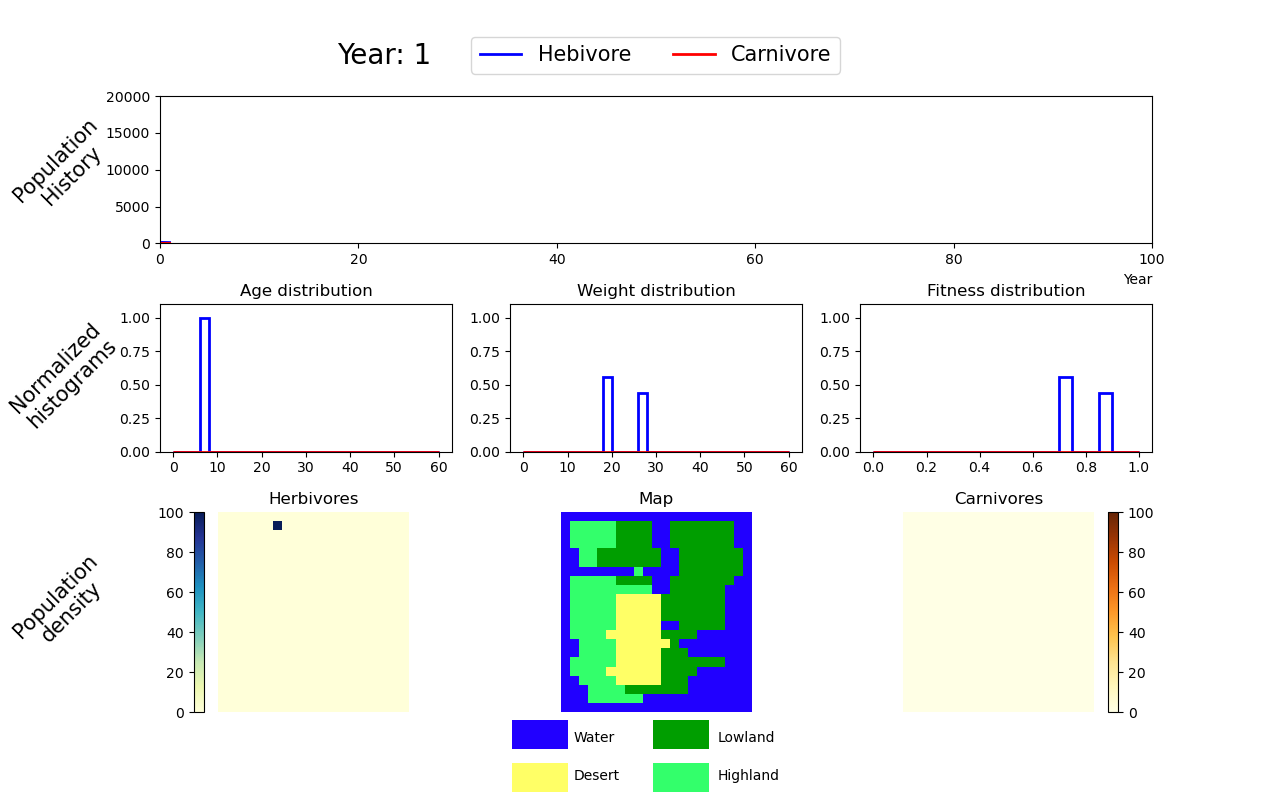 Year: 1
Hebivore
Carnivore
Population
History
20000
15000
10000
5000
0
0 20 40 60 80 100
Year
Normalized
histograms
Age distribution
1.00
0.75
0.50
0.25
0.00
0 10 20 30 40 50 60
Weight distribution
1.00
0.75
0.50
0.25
0.00
0 10 20 30 40 50 60
Fitness distribution
1.00
0.75
0.50
0.25
0.00
0.0 0.2 0.4 0.6 0.8 1.0
Population
density
Herbivores
100
80
60
40
20
0
Map
Carnivores
100
80
60
40
20
0
Water
Lowland
Desert
Highland